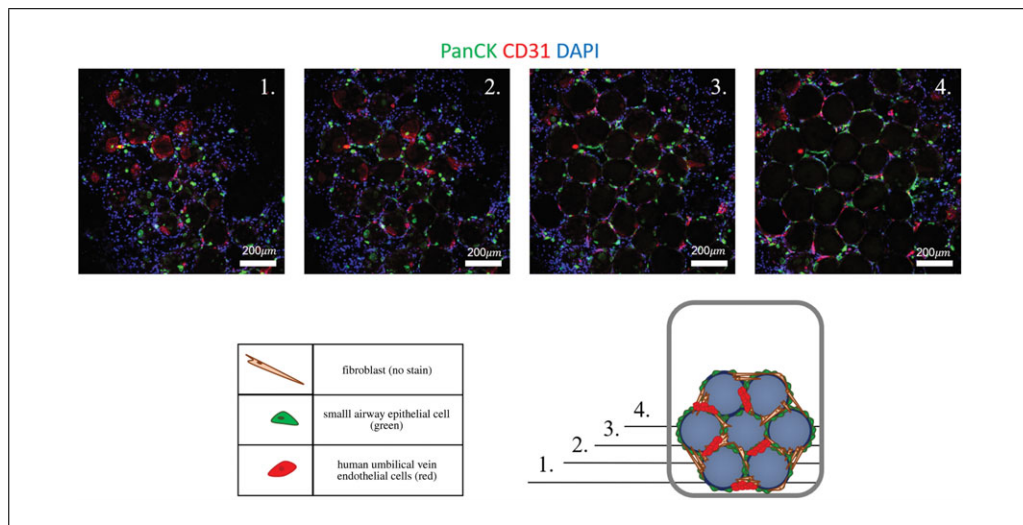 PanCK CD31 DAPI
1.
2.
3.
4.
200μm
200μm
200μm
200μm
fibroblast (no stain)
smalll airway epithelial cell
(green)
human umbilical vein
endothelial cells (red)
4.
3.
2.
1.